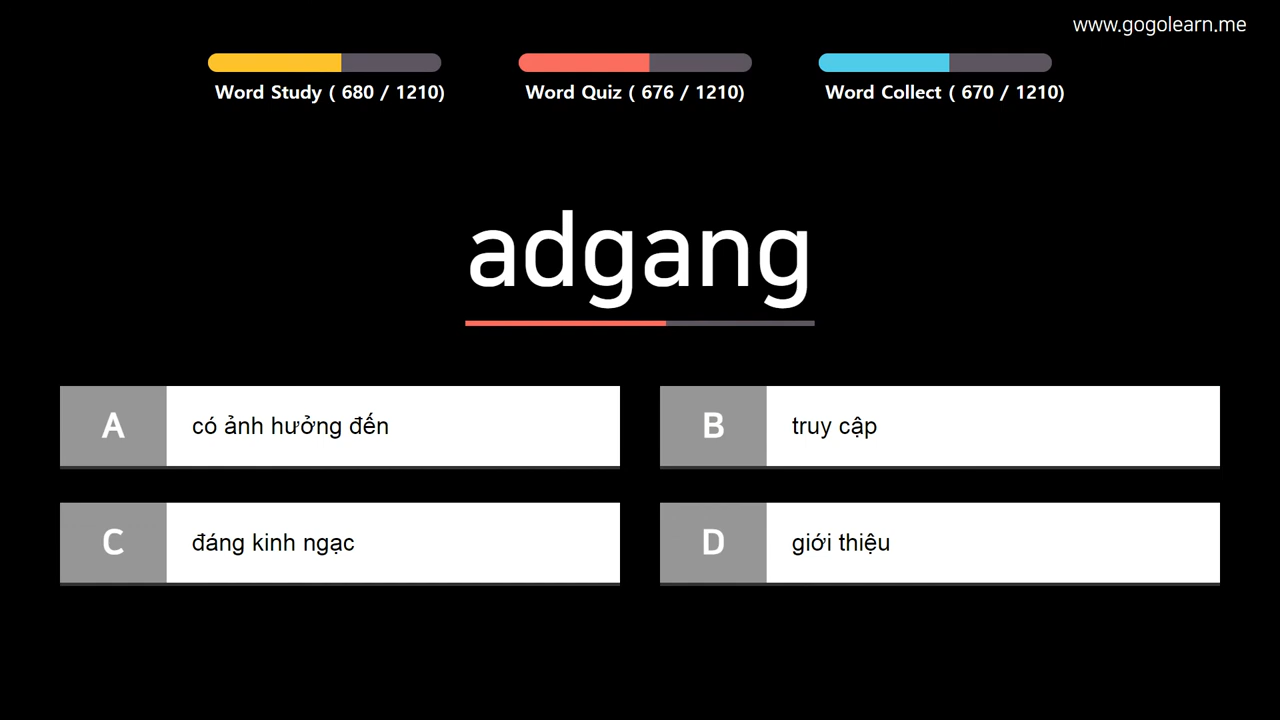 www.gogolearn.me
Word Study ( 680 / 1210)
Word Quiz ( 676 / 1210)
Word Collect ( 670 / 1210)
adgang
A
có ảnh hưởng đến
B
truy cập
C
đáng kinh ngạc
D
giới thiệu